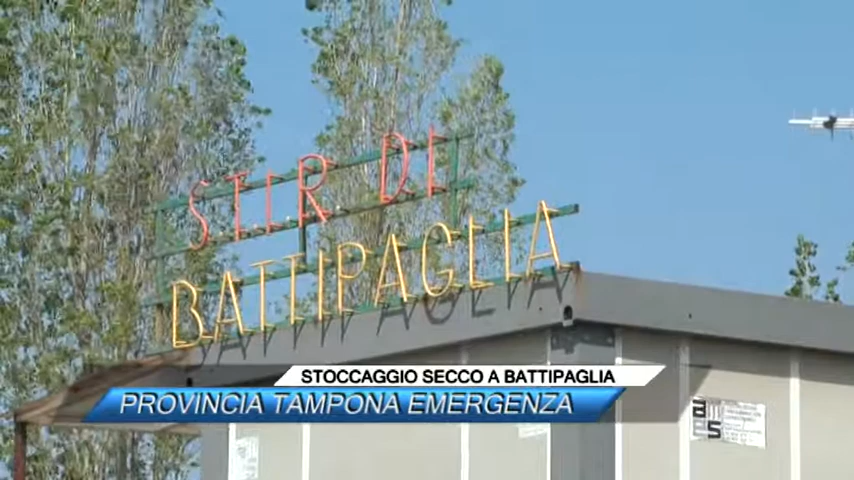 STIR DI
BATTIPAGLIA
STOCCAGGIO SECCO A BATTIPAGLIA
PROVINCIA TAMPONA EMERGENZA